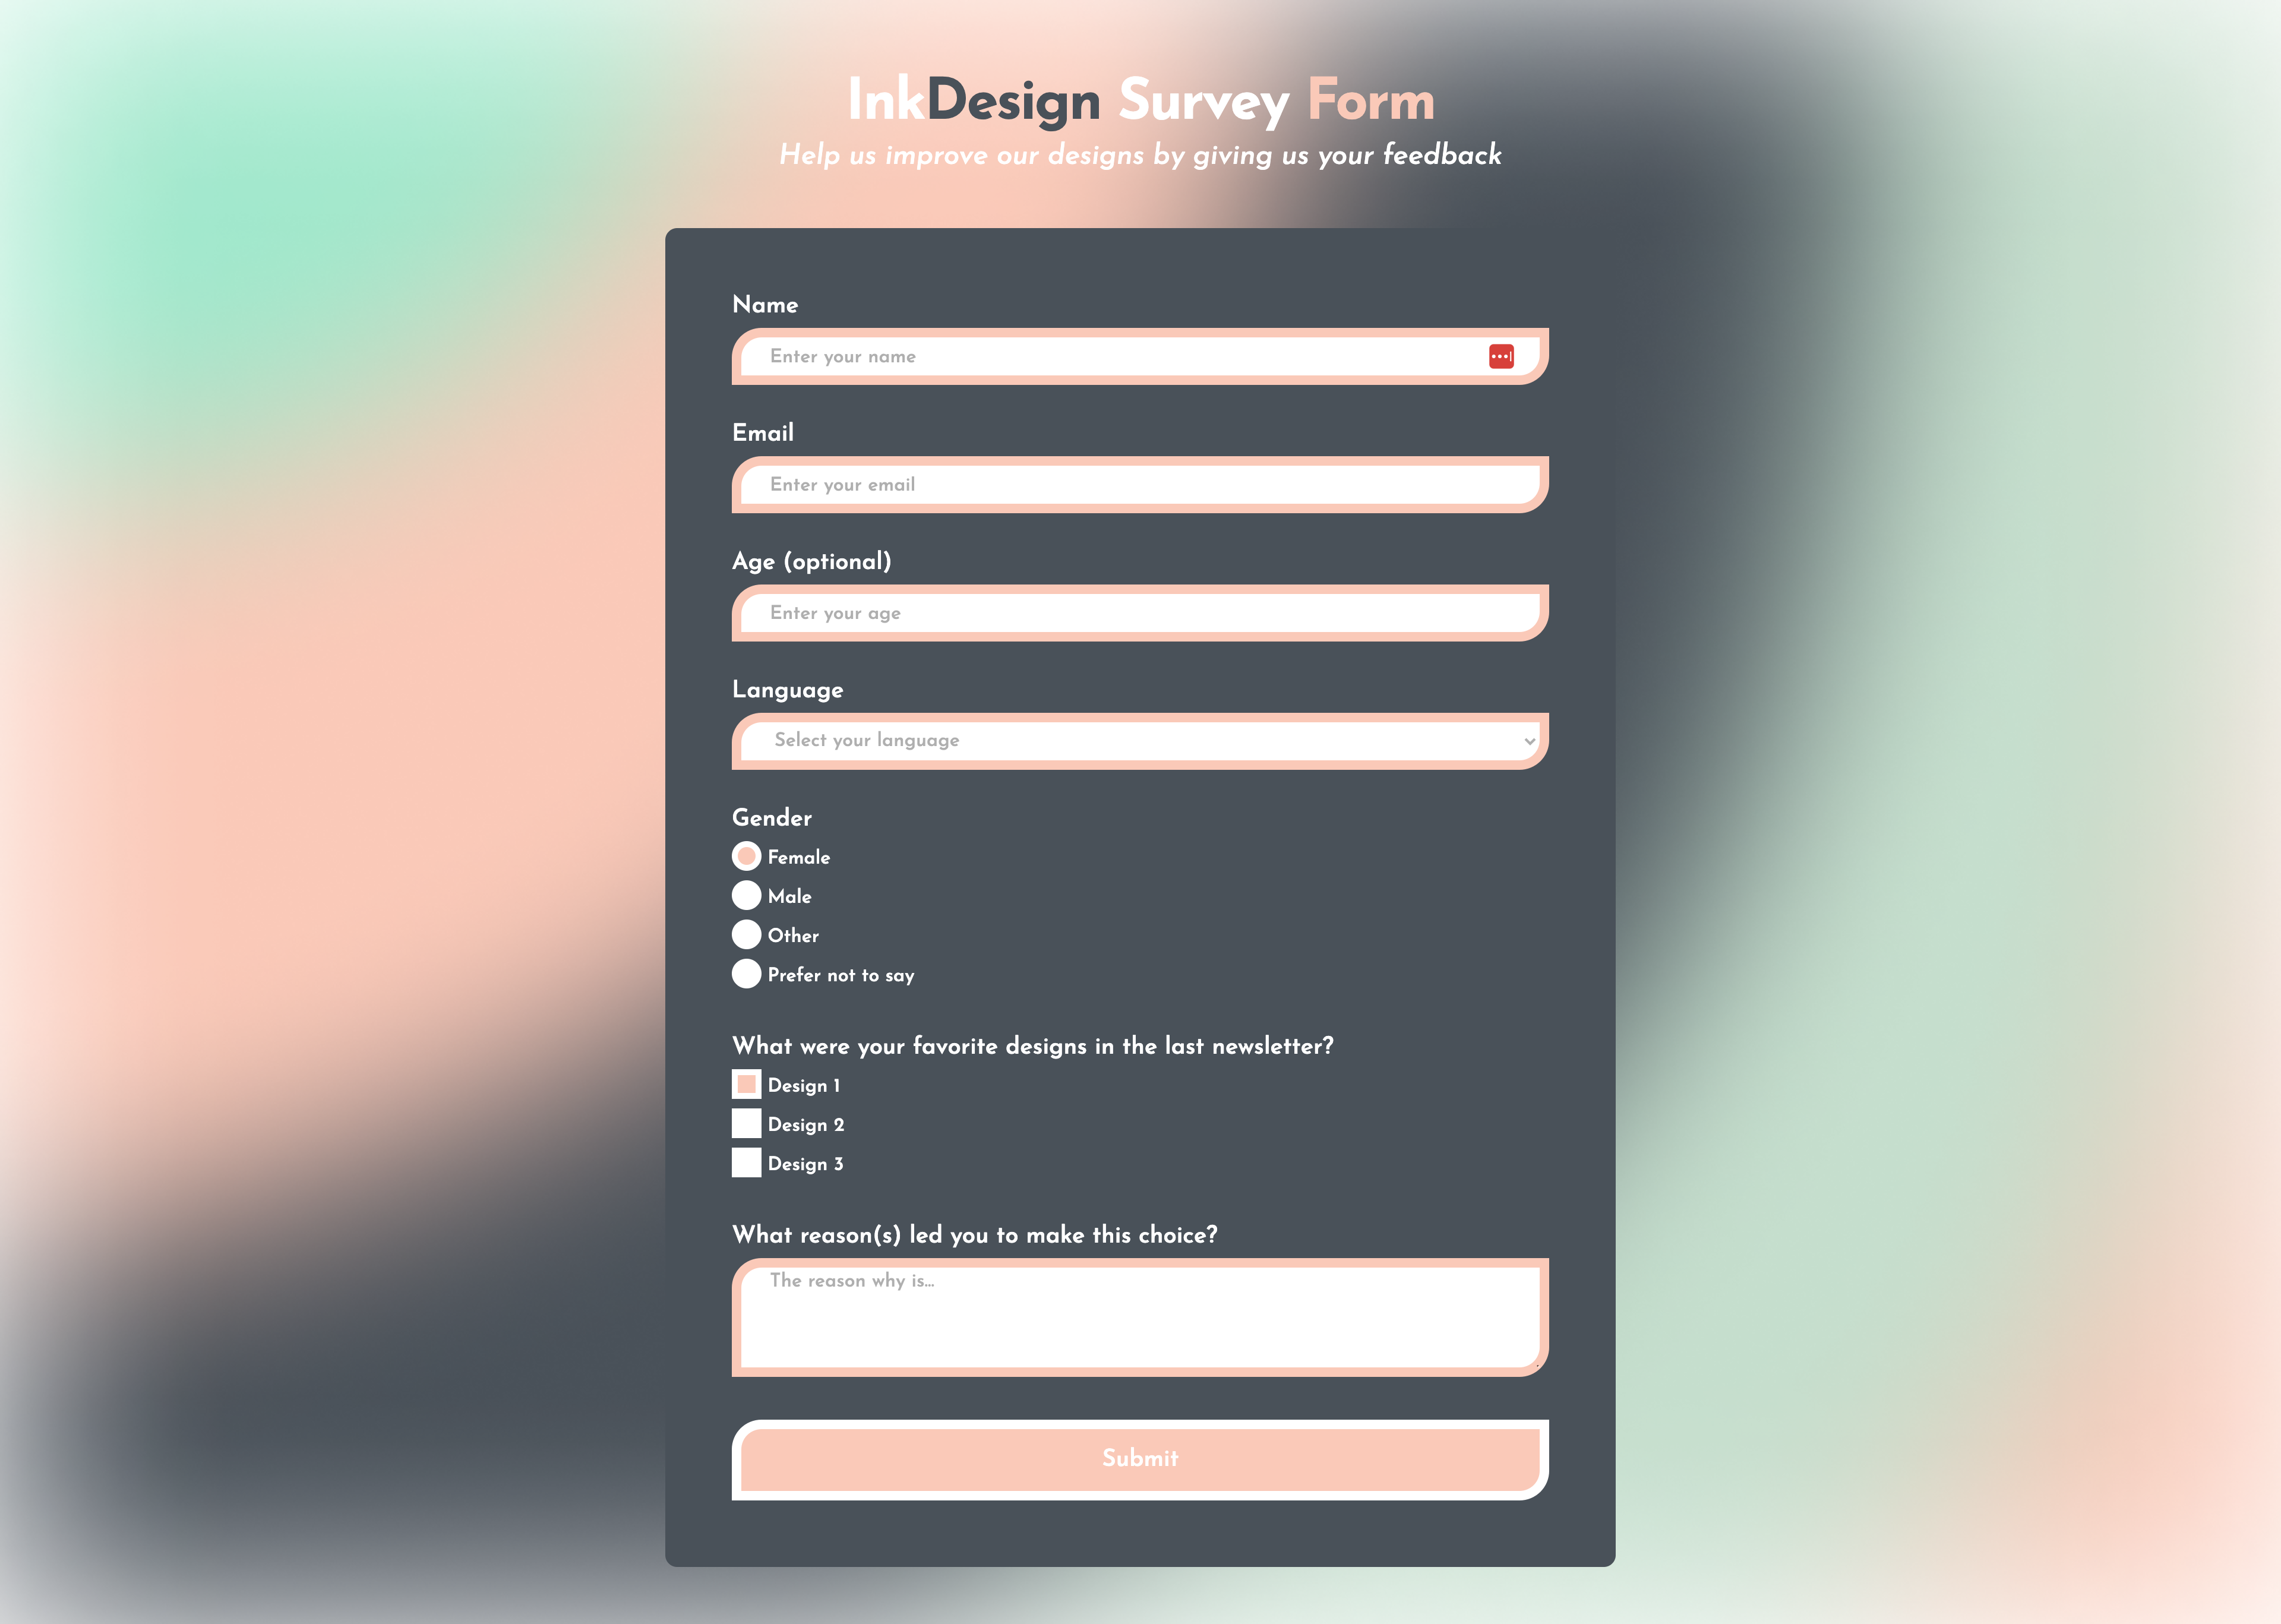 InkDesign Survey Form
Help us improve our designs by giving us your feedback
Name
Enter your name
Email
Enter your email
Age (optional)
Enter your age
Language
Select your language
Gender
Female
Male
Other
Prefer not to say
What were your favorite designs in the last newsletter?
Design 1
Design 2
Design 3
What reason(s) led you to make this choice?
The reason why is...
Submit